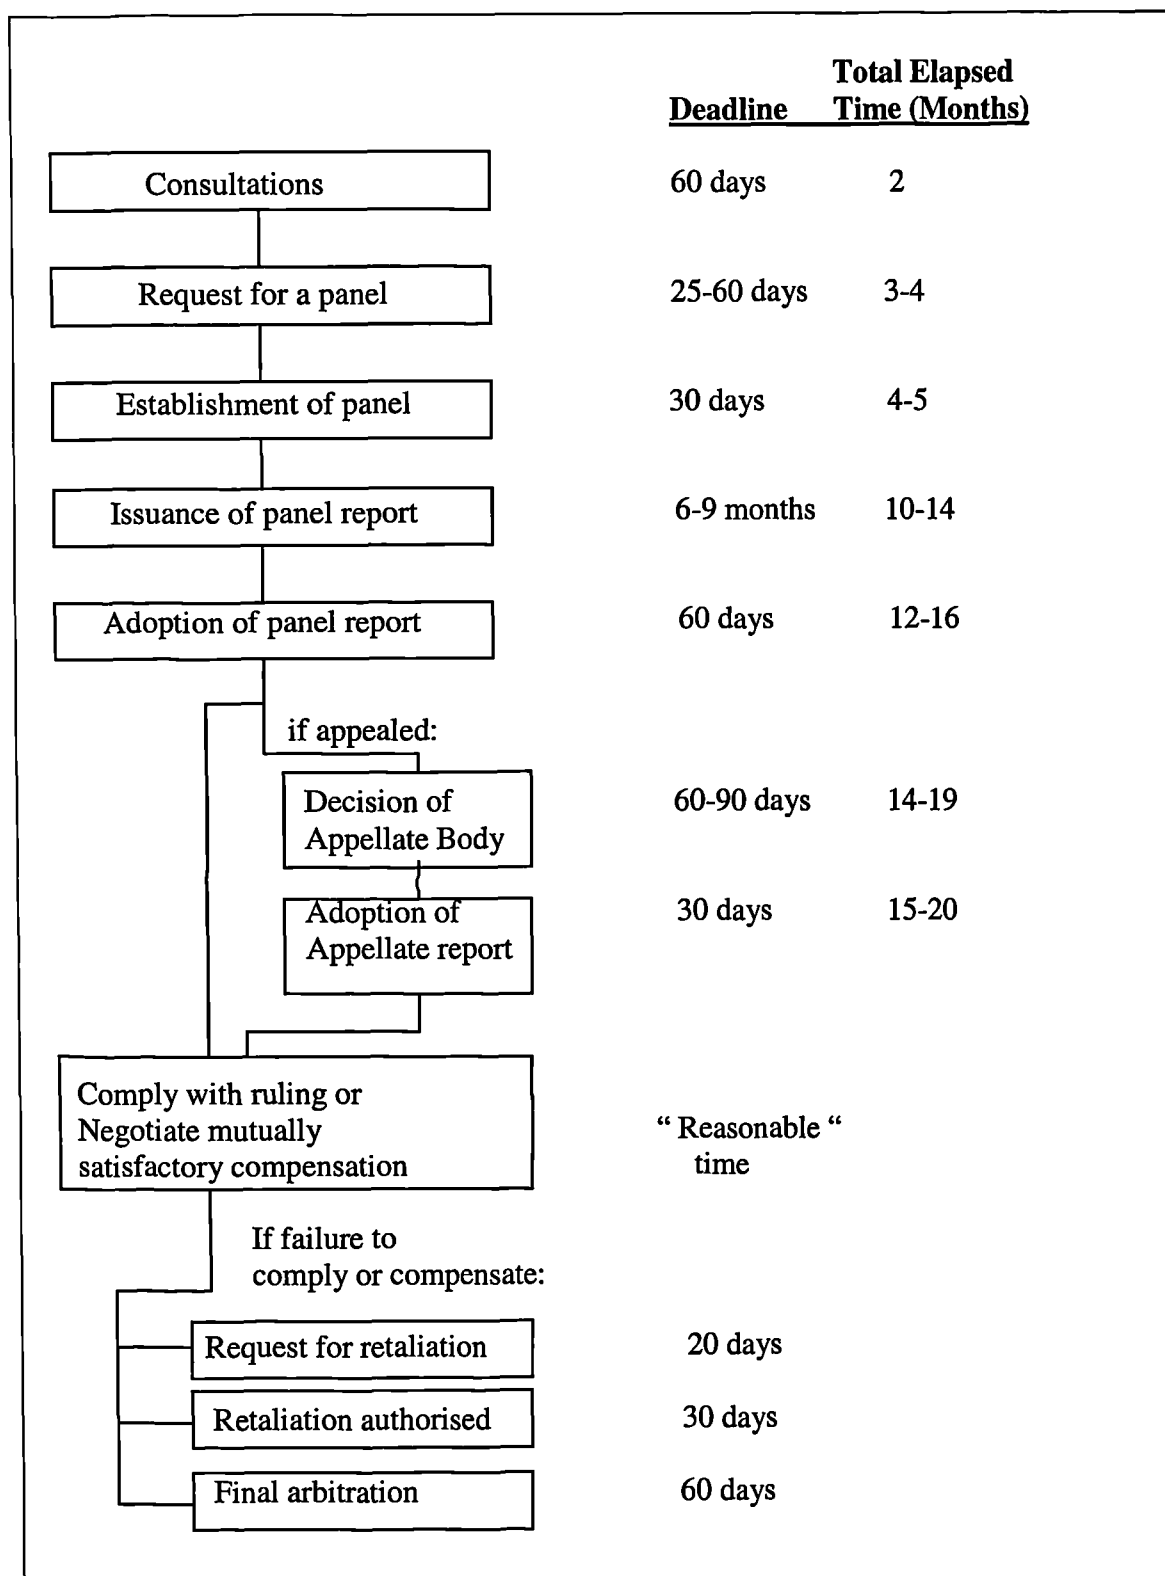 Total Elapsed
Deadline Time (Months)
Consultations 60 days 2
Request for a panel 25-60 days 3-4
Establishment of panel 30 days 4-5
Issuance of panel report 6-9 months 10-14
Adoption of panel report 60 days 12-16
if appealed:
Decision of
Appellate Body
60-90 days 14-19
Adoption of
Appellate report
30 days 15-20
Comply with ruling or
Negotiate mutually
satisfactory compensation
“ Reasonable “
time
If failure to
comply or compensate:
Request for retaliation 20 days
Retaliation authorised 30 days
Final arbitration 60 days